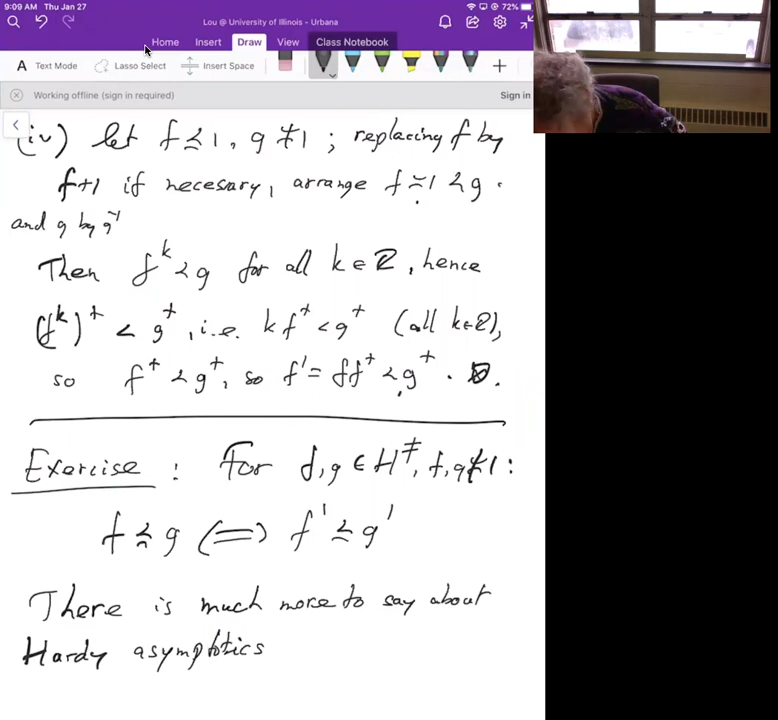 9:09 AM Thu Jan 27
72%
Lou @ University of Illinois - Urbana
Home Insert Draw View Class Notebook
A Text Mode Lasso Select Insert Space
Working offline (sign in required) Sign in
(iv) let f ≼ 1, g ≭ 1 ; replacing f by
f+1 if necesary, arrange f ≍ 1 ≺ g .
and g by g⁻¹
Then f^k ≺ g for all k ∈ ℤ, hence
(f^k)^† < g^†, i.e. k f^† < g^† (all k∈ℤ),
so f^† ≺ g^†, so f' = f f^† ≺ g^† .
Exercise : For f, g ∈ H^≠, f, g ≭ 1 :
f ≼ g ⟺ f' ≼ g'
There is much more to say about
Hardy asymptotics